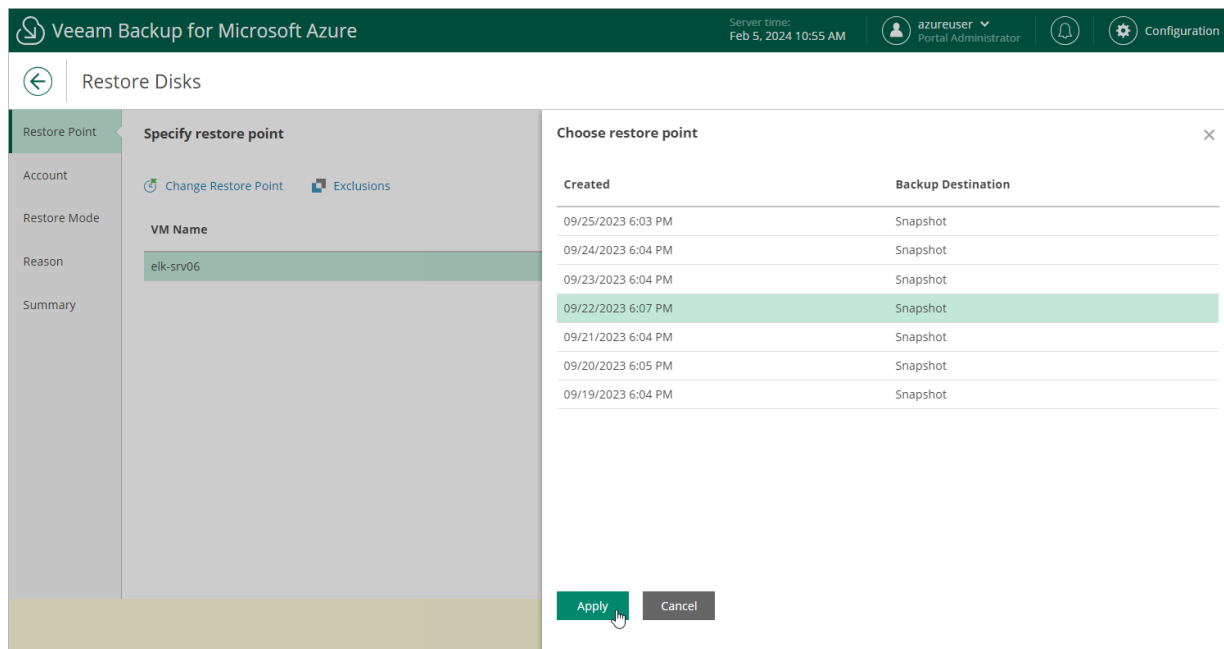 Veeam Backup for Microsoft Azure
Server time:
Feb 5, 2024 10:55 AM
azureuser
Portal Administrator
Configuration
Restore Disks
Restore Point
Account
Restore Mode
Reason
Summary
Specify restore point
Change Restore Point Exclusions
VM Name
elk-srv06
Choose restore point
Created Backup Destination
09/25/2023 6:03 PM Snapshot
09/24/2023 6:04 PM Snapshot
09/23/2023 6:04 PM Snapshot
09/22/2023 6:07 PM Snapshot
09/21/2023 6:04 PM Snapshot
09/20/2023 6:05 PM Snapshot
09/19/2023 6:04 PM Snapshot
Apply Cancel